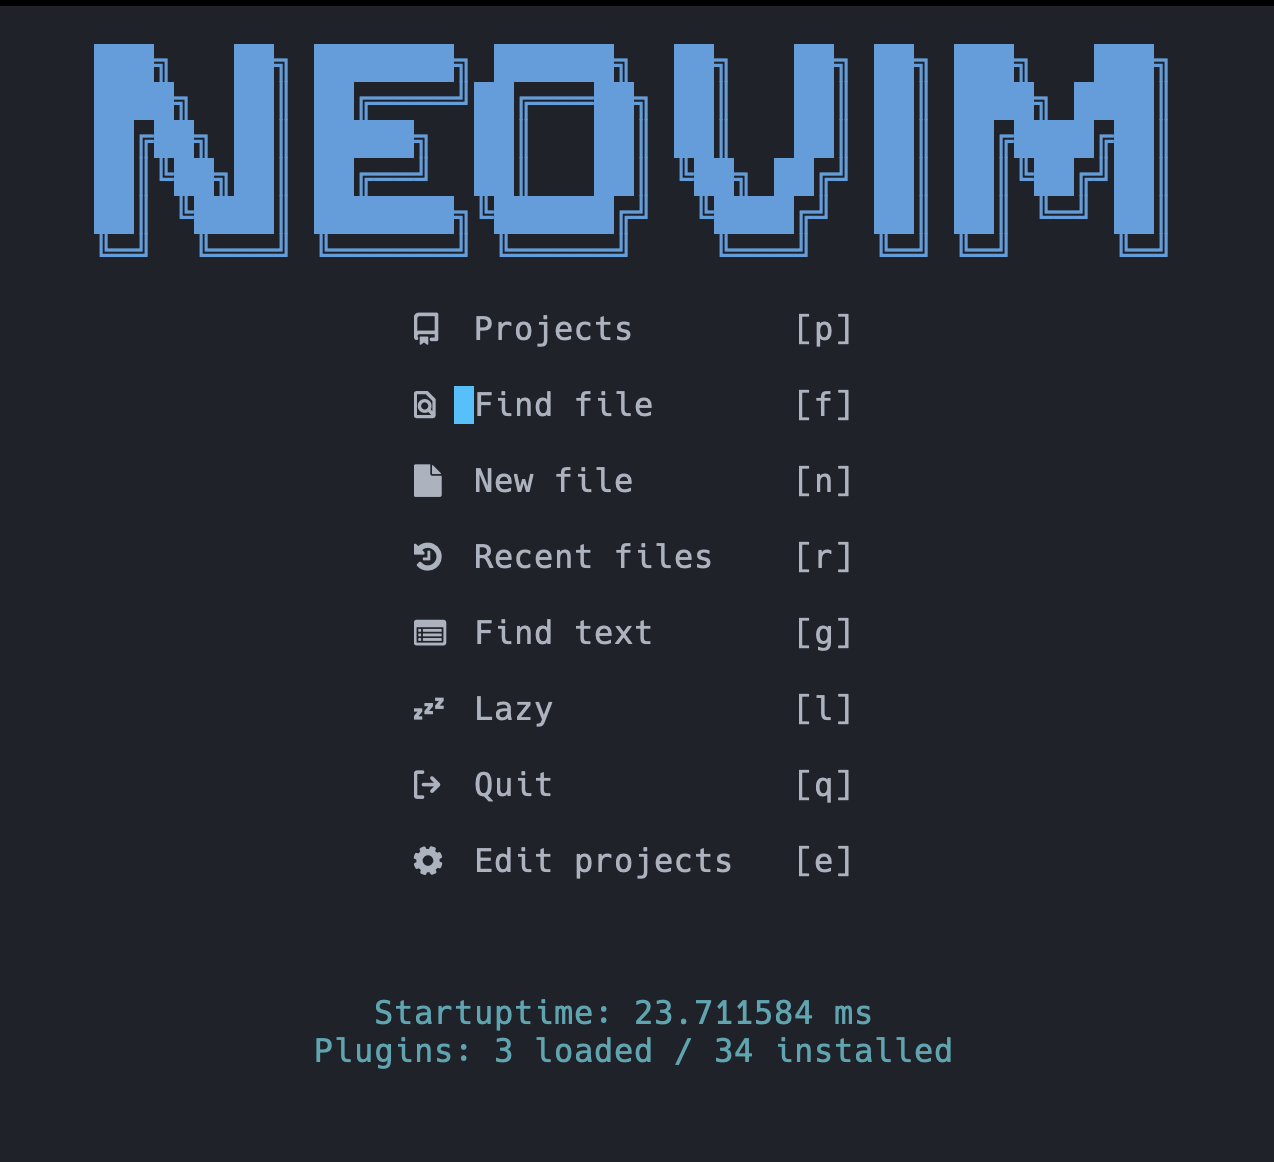 NEOVIM
Projects [p]
Find file [f]
New file [n]
Recent files [r]
Find text [g]
Lazy [l]
Quit [q]
Edit projects [e]
Startuptime: 23.711584 ms
Plugins: 3 loaded / 34 installed